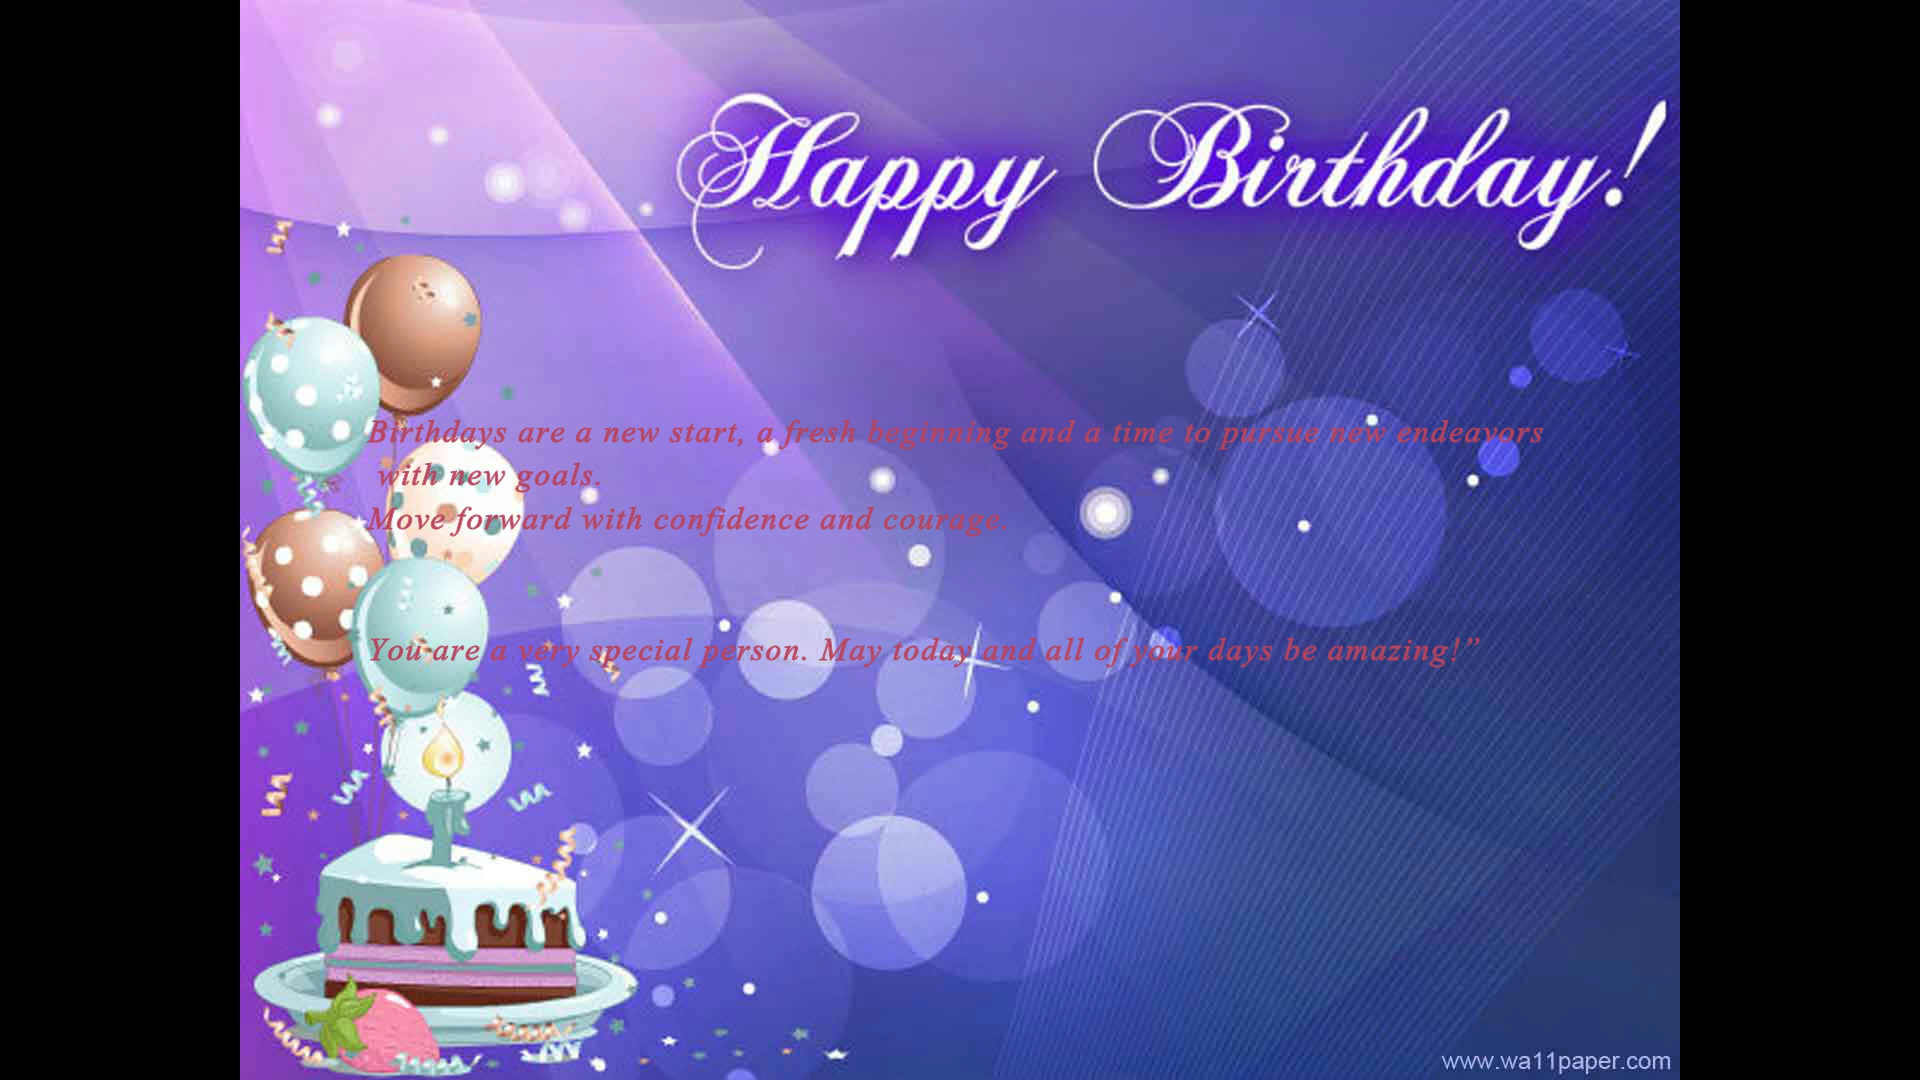 Happy Birthday!
Birthdays are a new start, a fresh beginning and a time to pursue new endeavors
with new goals.
Move forward with confidence and courage.
You are a very special person. May today and all of your days be amazing!”
www.wa11paper.com